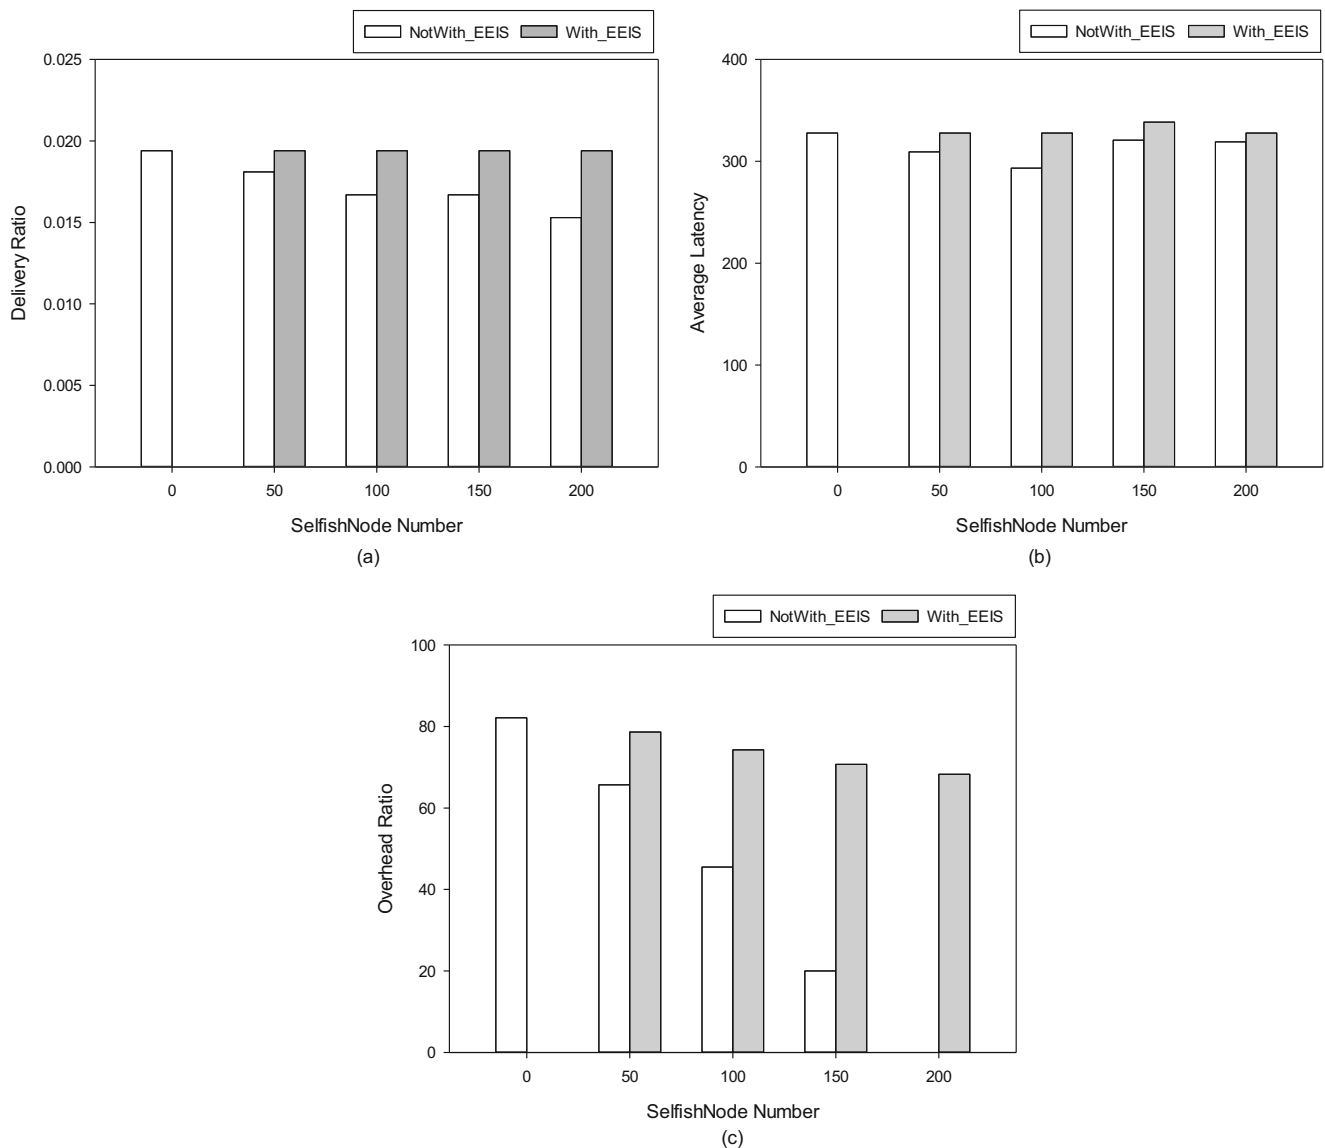 NotWith_EEIS With_EEIS
0.025
0.020
0.015
0.010
0.005
0.000
Delivery Ratio
0 50 100 150 200
SelfishNode Number
(a)
NotWith_EEIS With_EEIS
400
300
200
100
0
Average Latency
0 50 100 150 200
SelfishNode Number
(b)
NotWith_EEIS With_EEIS
100
80
60
40
20
0
Overhead Ratio
0 50 100 150 200
SelfishNode Number
(c)